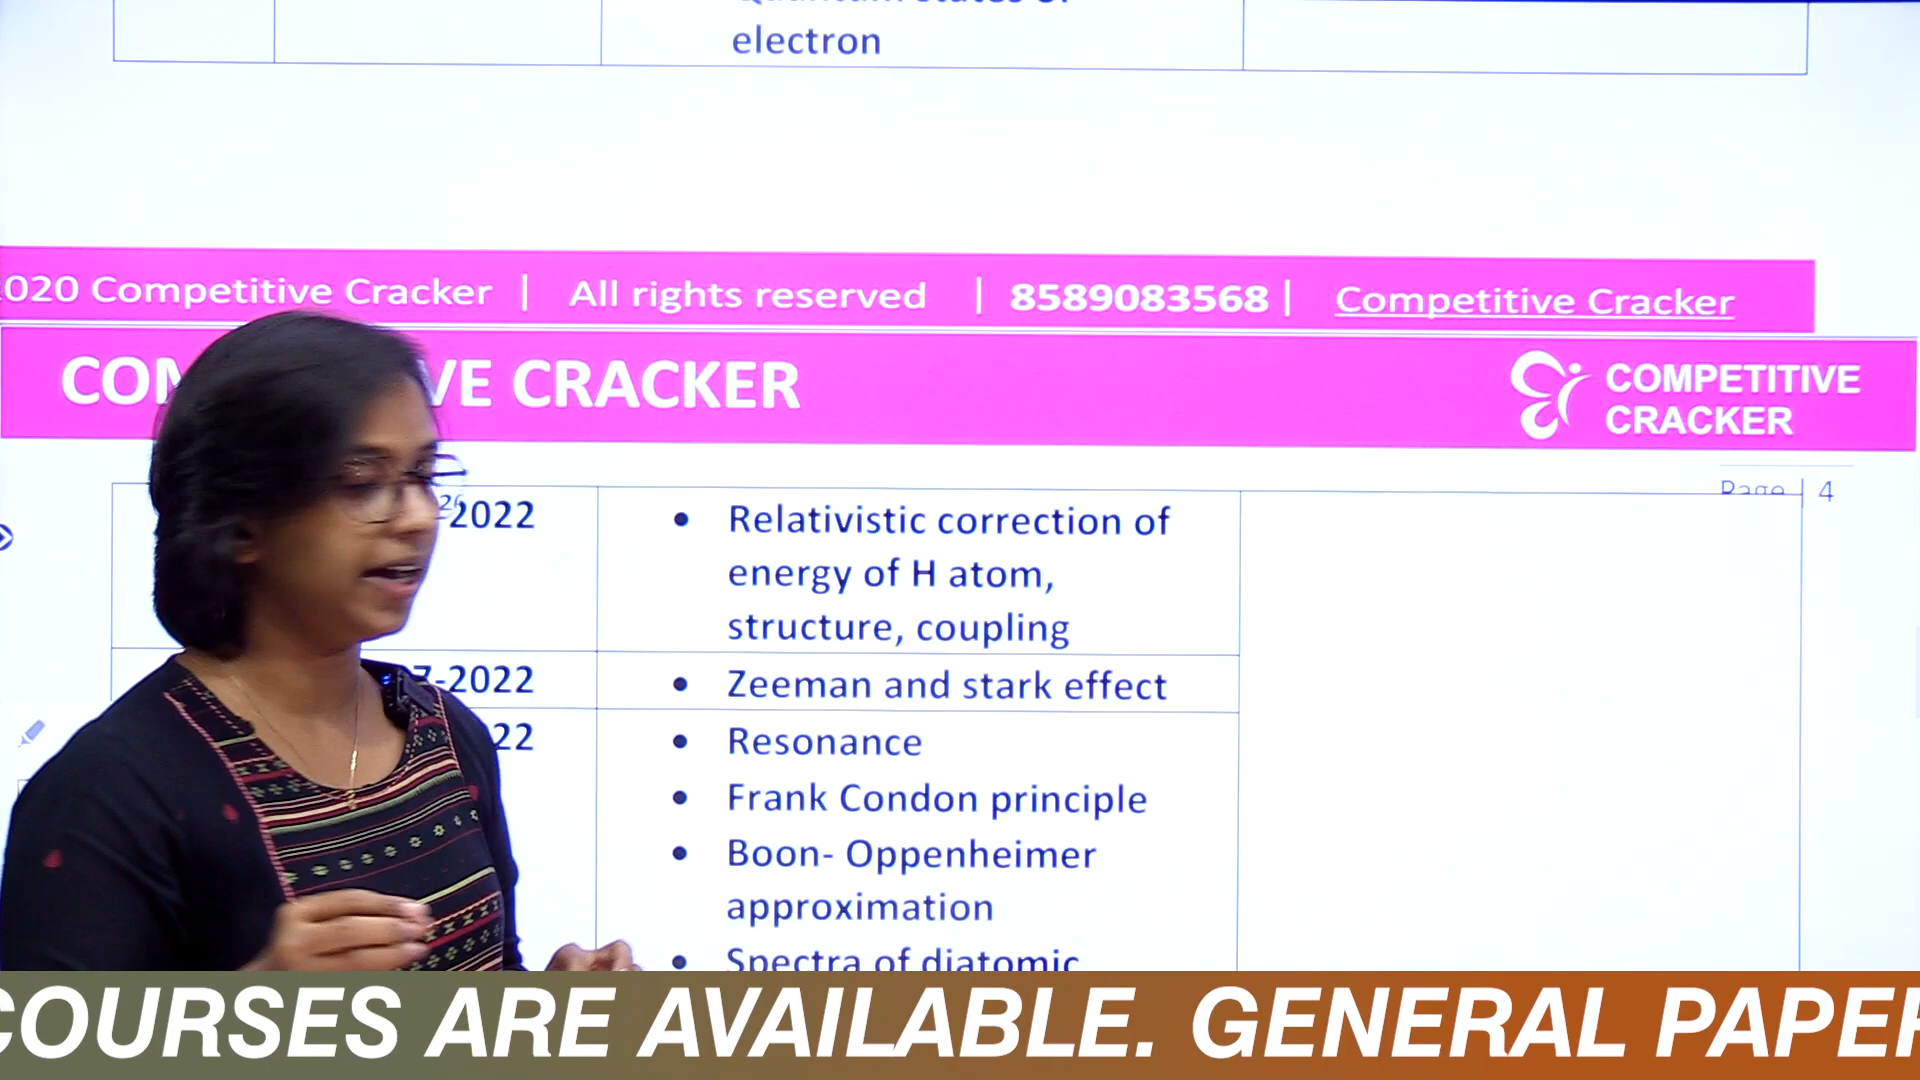 electron
020 Competitive Cracker | All rights reserved | 8589083568 | Competitive Cracker
VE CRACKER
COMPETITIVE
CRACKER
Page | 4
-2022
• Relativistic correction of
energy of H atom,
structure, coupling
7-2022
• Zeeman and stark effect
22
• Resonance
• Frank Condon principle
• Boon- Oppenheimer
approximation
• Spectra of diatomic
COURSES ARE AVAILABLE. GENERAL PAPER